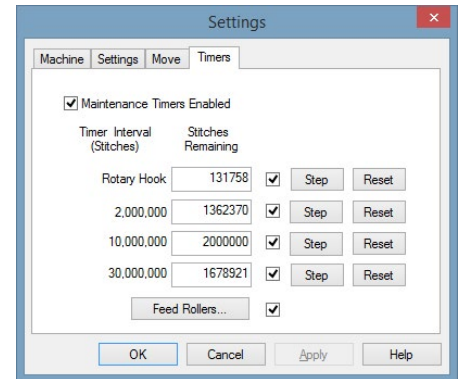 Settings
Machine Settings Move Timers
Maintenance Timers Enabled
Timer Interval Stitches
(Stitches) Remaining
Rotary Hook 131758 Step Reset
2,000,000 1362370 Step Reset
10,000,000 2000000 Step Reset
30,000,000 1678921 Step Reset
Feed Rollers...
OK Cancel Apply Help